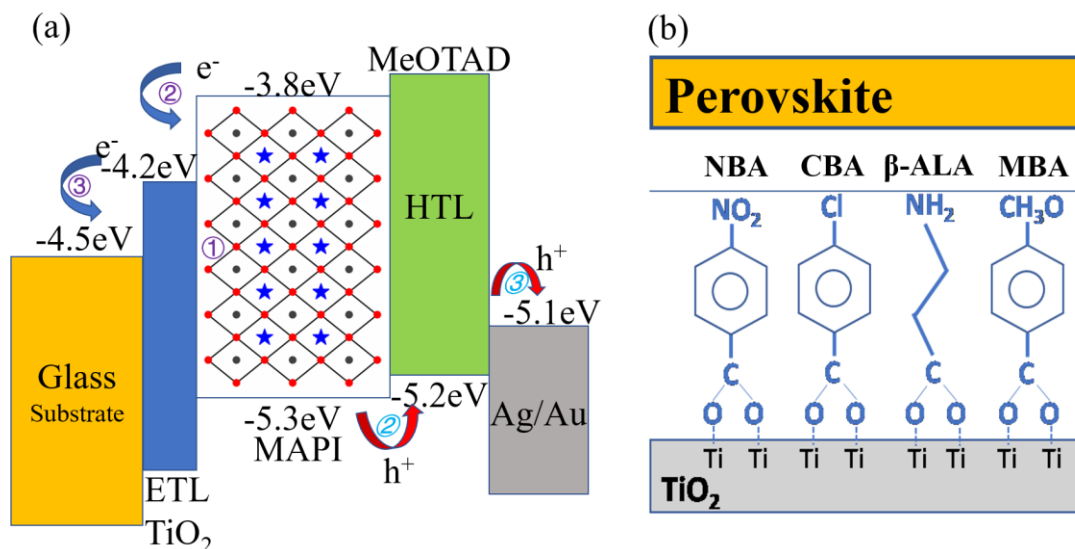 (a)
e-
②
-3.8eV
MeOTAD
e-
③
-4.2eV
-4.5eV
①
HTL
h+
③
-5.1eV
Glass
Substrate
-5.3eV
MAPI
-5.2eV
②
h+
Ag/Au
ETL
TiO2
(b)
Perovskite
NBA CBA β-ALA MBA
NO2 Cl NH2 CH3O
C C C C
O O O O O O O O
Ti Ti Ti Ti Ti Ti Ti Ti
TiO2